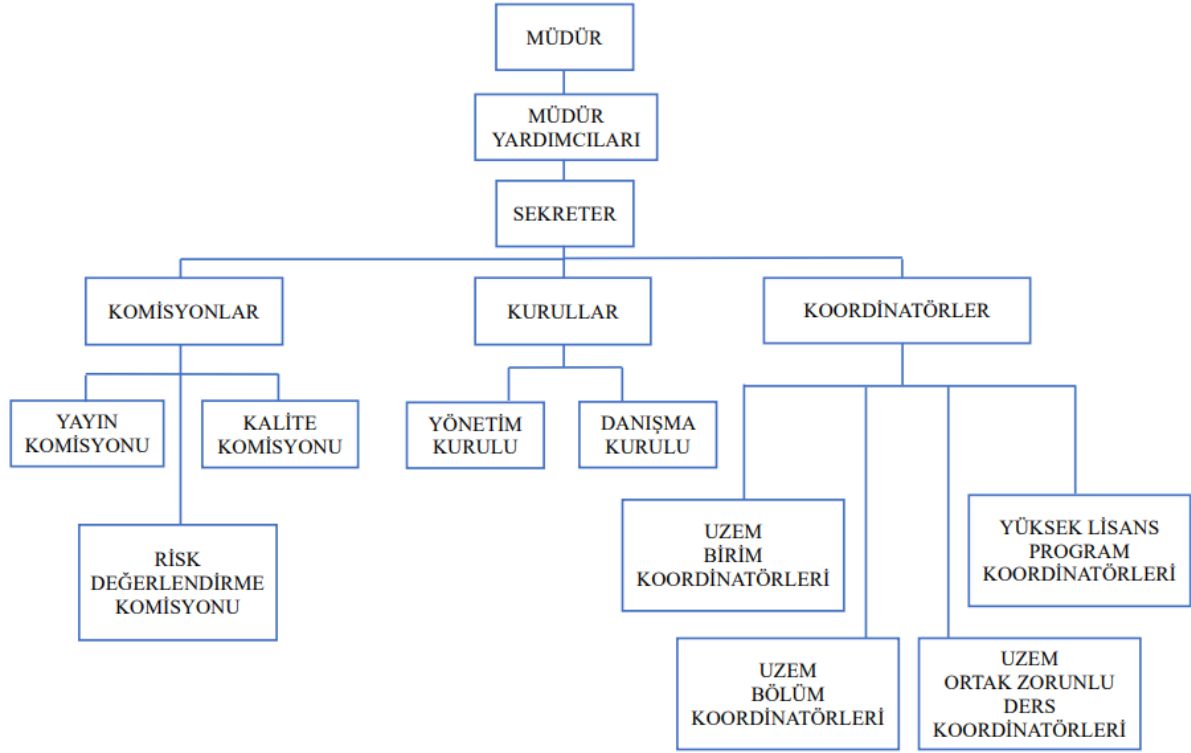 MÜDÜR
MÜDÜR
YARDIMCILARI
SEKRETER
KOMİSYONLAR
KURULLAR
KOORDİNATÖRLER
YAYIN
KOMİSYONU
KALİTE
KOMİSYONU
YÖNETİM
KURULU
DANIŞMA
KURULU
RİSK
DEĞERLENDİRME
KOMİSYONU
UZEM
BİRİM
KOORDİNATÖRLERİ
YÜKSEK LİSANS
PROGRAM
KOORDİNATÖRLERİ
UZEM
BÖLÜM
KOORDİNATÖRLERİ
UZEM
ORTAK ZORUNLU
DERS
KOORDİNATÖRLERİ